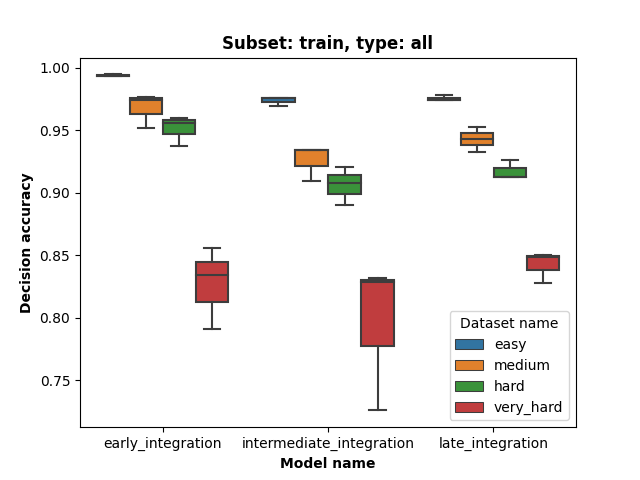 Subset: train, type: all
1.00
0.95
0.90
0.85
0.80
0.75
Decision accuracy
early_integration
intermediate_integration
late_integration
Model name
Dataset name
easy
medium
hard
very_hard